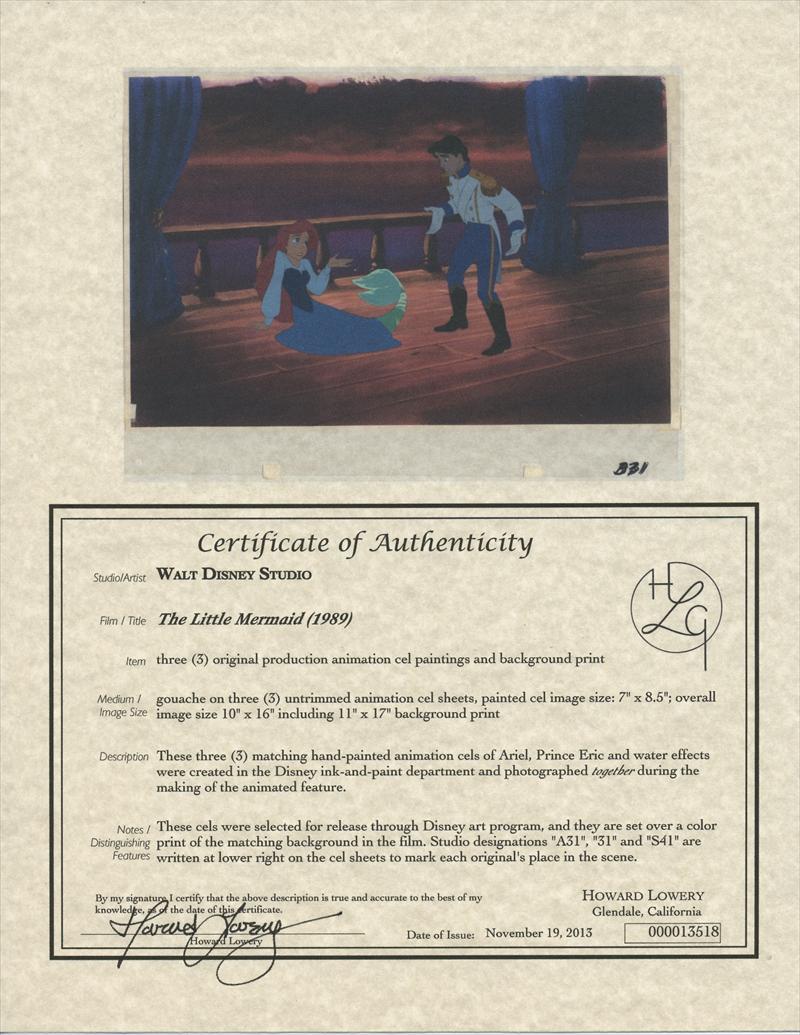 B31
Certificate of Authenticity
Studio/Artist WALT DISNEY STUDIO
HLG
Film / Title The Little Mermaid (1989)
Item three (3) original production animation cel paintings and background print
Medium / gouache on three (3) untrimmed animation cel sheets, painted cel image size: 7" x 8.5"; overall
Image Size image size 10" x 16" including 11" x 17" background print
Description These three (3) matching hand-painted animation cels of Ariel, Prince Eric and water effects
were created in the Disney ink-and-paint department and photographed together during the
making of the animated feature.
Notes / These cels were selected for release through Disney art program, and they are set over a color
Distinguishing print of the matching background in the film. Studio designations "A31", "31" and "S41" are
Features written at lower right on the cel sheets to mark each original's place in the scene.
By my signature I certify that the above description is true and accurate to the best of my
knowledge, as of the date of this certificate.
HOWARD LOWERY
Glendale, California
Howard Lowery
Howard Lowery
Date of Issue: November 19, 2013
000013518